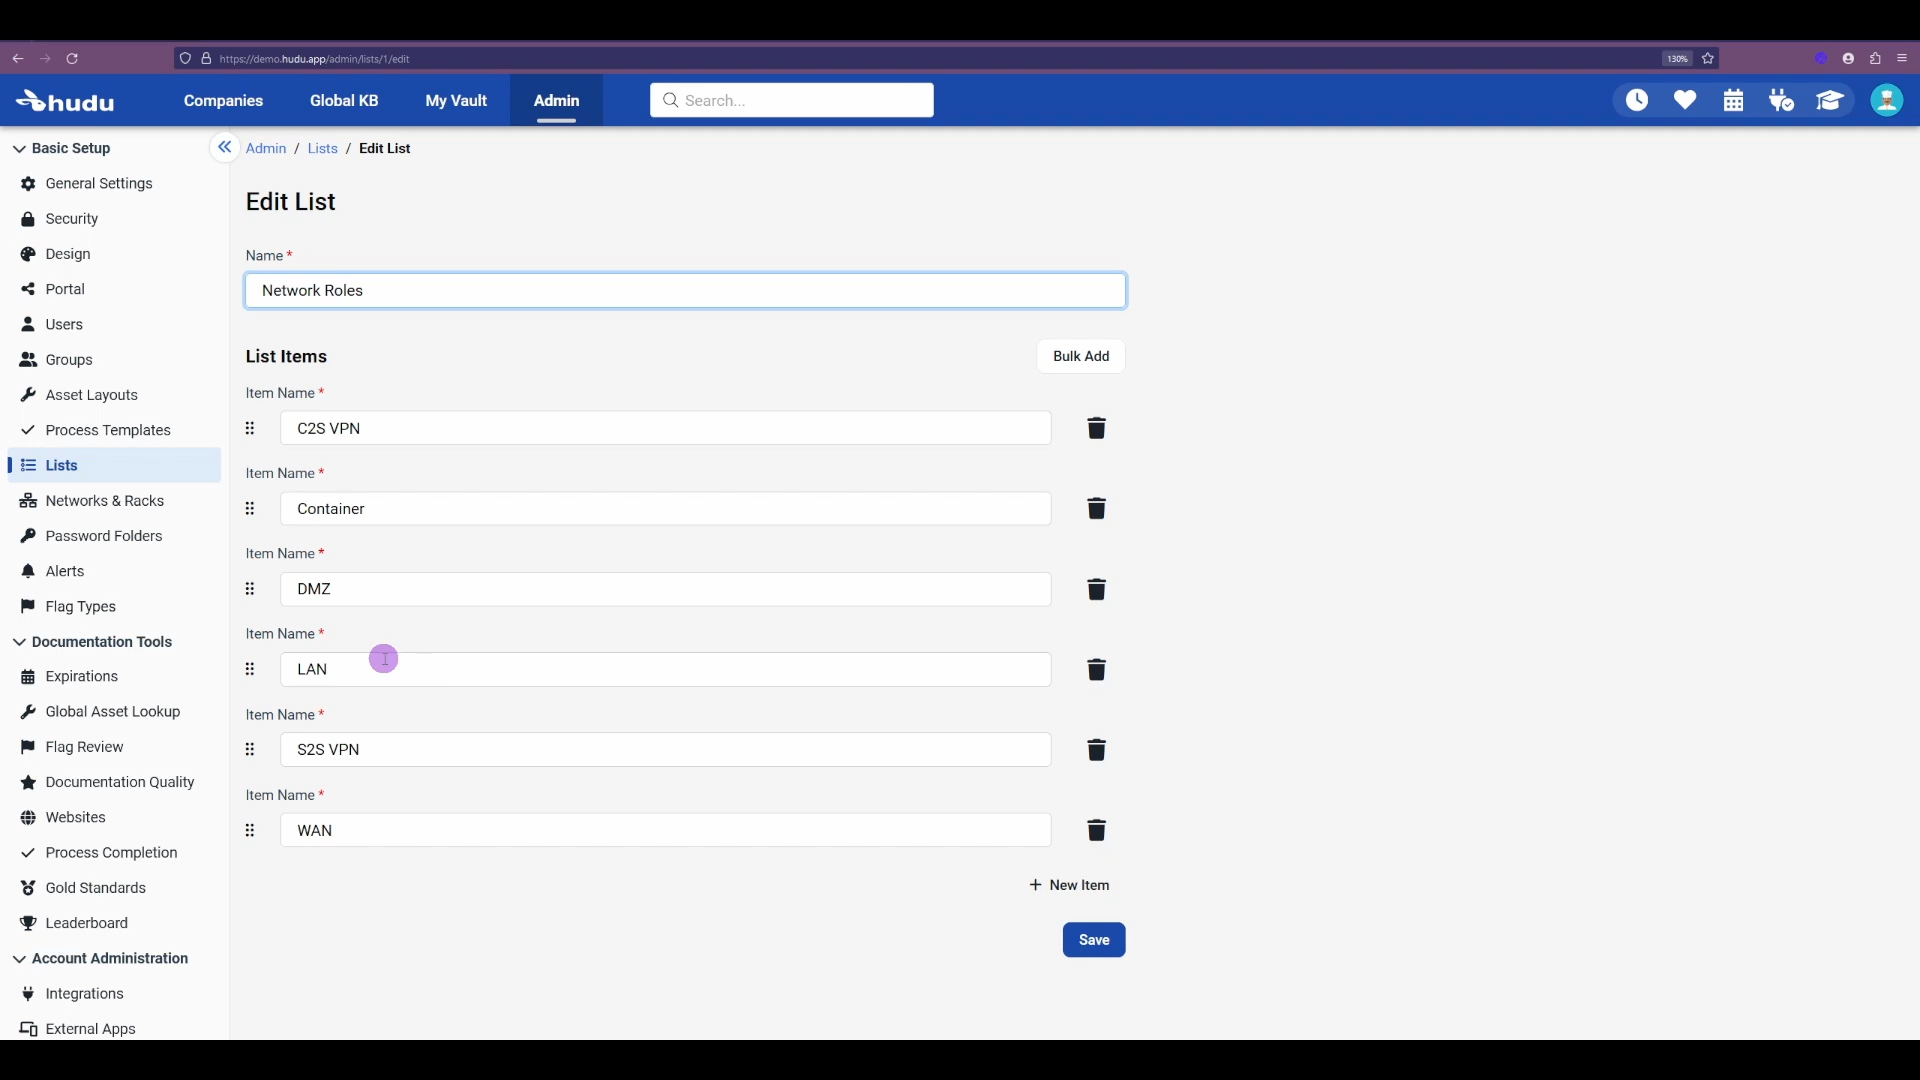 https://demo.hudu.app/admin/lists/1/edit
130%
hudu
Companies
Global KB
My Vault
Admin
Search...
Basic Setup
General Settings
Security
Design
Portal
Users
Groups
Asset Layouts
Process Templates
Lists
Networks & Racks
Password Folders
Alerts
Flag Types
Documentation Tools
Expirations
Global Asset Lookup
Flag Review
Documentation Quality
Websites
Process Completion
Gold Standards
Leaderboard
Account Administration
Integrations
External Apps
Admin / Lists / Edit List
Edit List
Name *
Network Roles
List Items
Bulk Add
Item Name *
C2S VPN
Item Name *
Container
Item Name *
DMZ
Item Name *
LAN
Item Name *
S2S VPN
Item Name *
WAN
+ New Item
Save